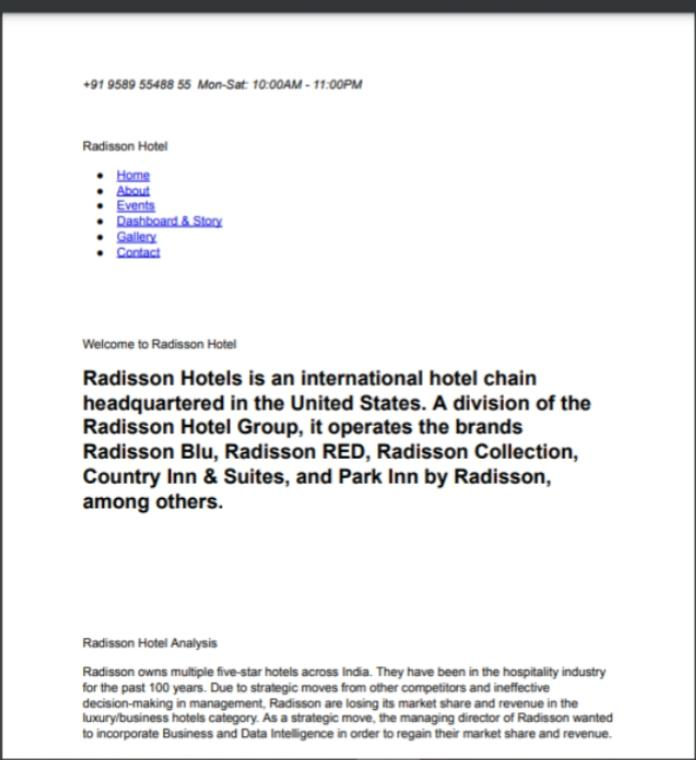 +91 9589 55488 55 Mon-Sat: 10:00AM - 11:00PM
Radisson Hotel
Home
About
Events
Dashboard & Story
Gallery
Contact
Welcome to Radisson Hotel
Radisson Hotels is an international hotel chain
headquartered in the United States. A division of the
Radisson Hotel Group, it operates the brands
Radisson Blu, Radisson RED, Radisson Collection,
Country Inn & Suites, and Park Inn by Radisson,
among others.
Radisson Hotel Analysis
Radisson owns multiple five-star hotels across India. They have been in the hospitality industry
for the past 100 years. Due to strategic moves from other competitors and ineffective
decision-making in management, Radisson are losing its market share and revenue in the
luxury/business hotels category. As a strategic move, the managing director of Radisson wanted
to incorporate Business and Data Intelligence in order to regain their market share and revenue.